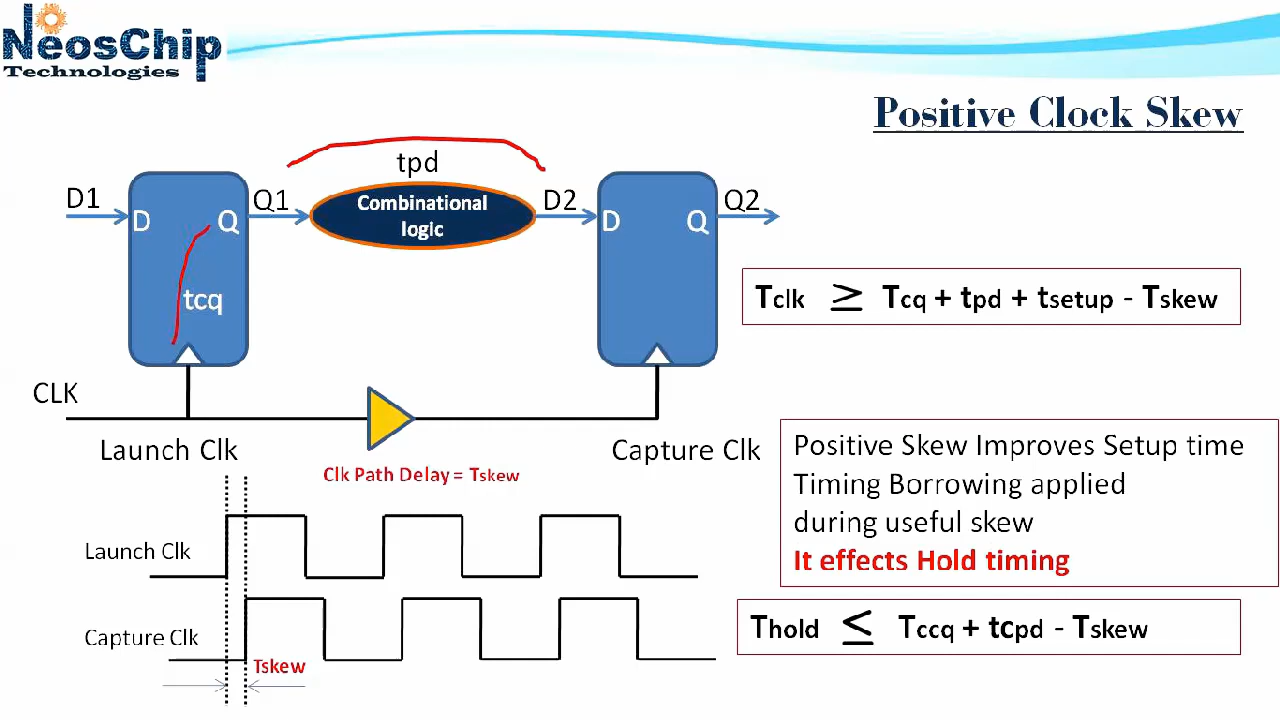 NeosChip
Technologies
Positive Clock Skew
tpd
D1
Q1
Combinational
logic
D2
Q2
D
Q
D
Q
tcq
Tclk ≥ Tcq + tpd + tsetup - Tskew
CLK
Launch Clk
Capture Clk
Clk Path Delay = Tskew
Positive Skew Improves Setup time
Timing Borrowing applied
during useful skew
It effects Hold timing
Launch Clk
Capture Clk
Tskew
Thold ≤ Tccq + tcpd - Tskew